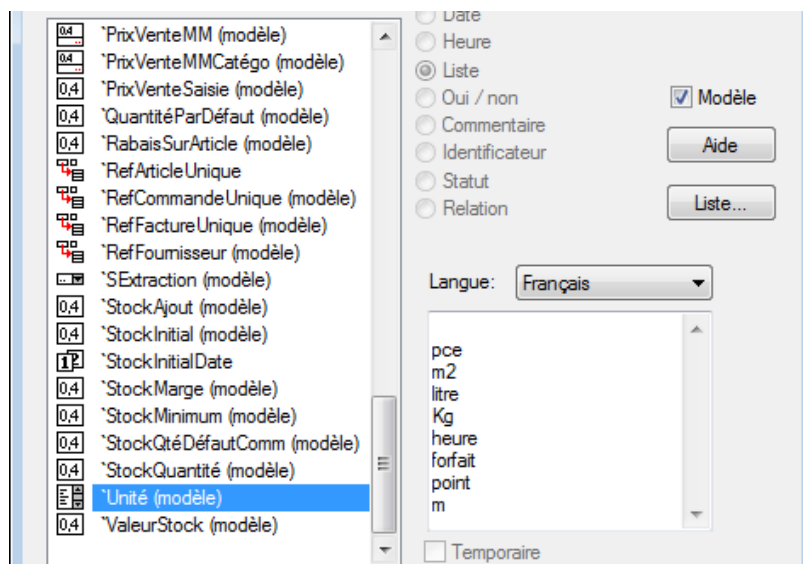 `PrixVenteMM (modèle)
`PrixVenteMMCatégo (modèle)
`PrixVenteSaisie (modèle)
`QuantitéParDéfaut (modèle)
`RabaisSurArticle (modèle)
`RefArticleUnique
`RefCommandeUnique (modèle)
`RefFactureUnique (modèle)
`RefFournisseur (modèle)
`SExtraction (modèle)
`StockAjout (modèle)
`StockInitial (modèle)
`StockInitialDate
`StockMarge (modèle)
`StockMinimum (modèle)
`StockQtéDéfautComm (modèle)
`StockQuantité (modèle)
`Unité (modèle)
`ValeurStock (modèle)
Date
Heure
Liste
Oui / non
Commentaire
Identificateur
Statut
Relation
Modèle
Aide
Liste...
Langue: Français
pce
m2
litre
Kg
heure
forfait
point
m
Temporaire